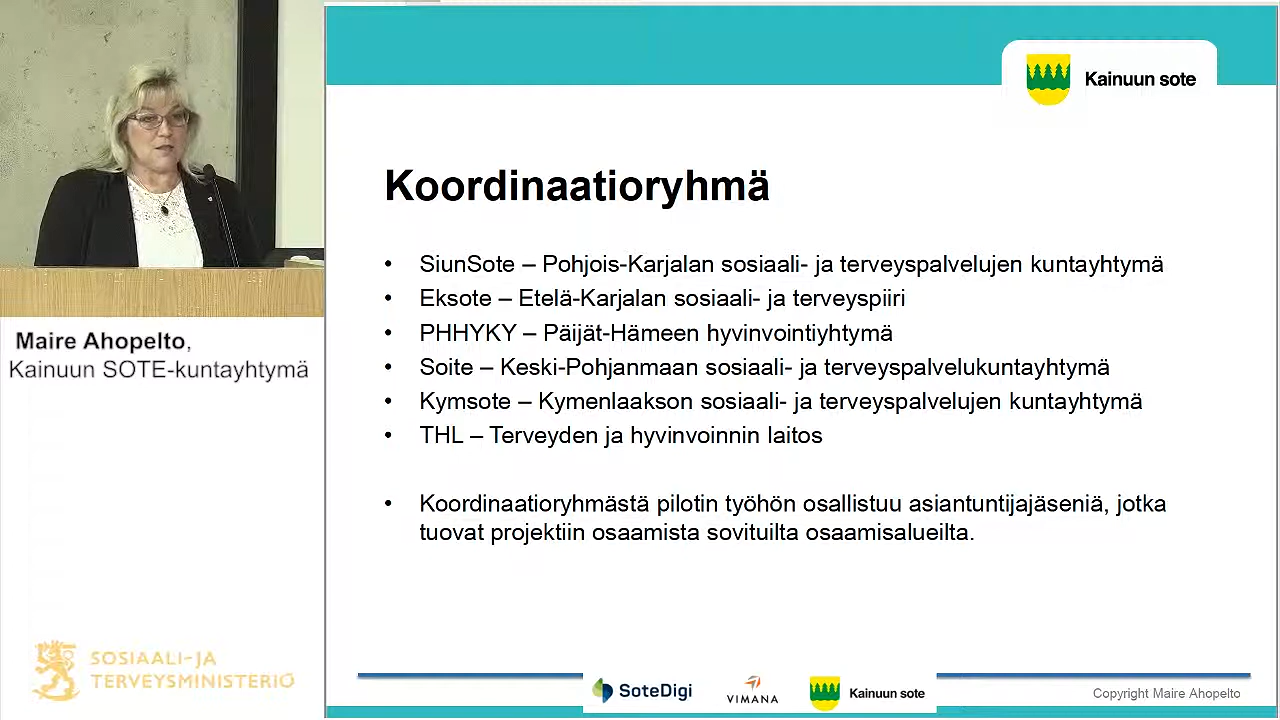 Kainuun sote
Koordinaatioryhmä
• SiunSote – Pohjois-Karjalan sosiaali- ja terveyspalvelujen kuntayhtymä
• Eksote – Etelä-Karjalan sosiaali- ja terveyspiiri
• PHHYKY – Päijät-Hämeen hyvinvointiyhtymä
• Soite – Keski-Pohjanmaan sosiaali- ja terveyspalvelukuntayhtymä
• Kymsote – Kymenlaakson sosiaali- ja terveyspalvelujen kuntayhtymä
• THL – Terveyden ja hyvinvoinnin laitos
• Koordinaatioryhmästä pilotin työhön osallistuu asiantuntijajäseniä, jotka
tuovat projektiin osaamista sovituilta osaamisalueilta.
Maire Ahopelto,
Kainuun SOTE-kuntayhtymä
SOSIAALI- JA
TERVEYSMINISTERIÖ
SoteDigi
VIMANA
Kainuun sote
Copyright Maire Ahopelto